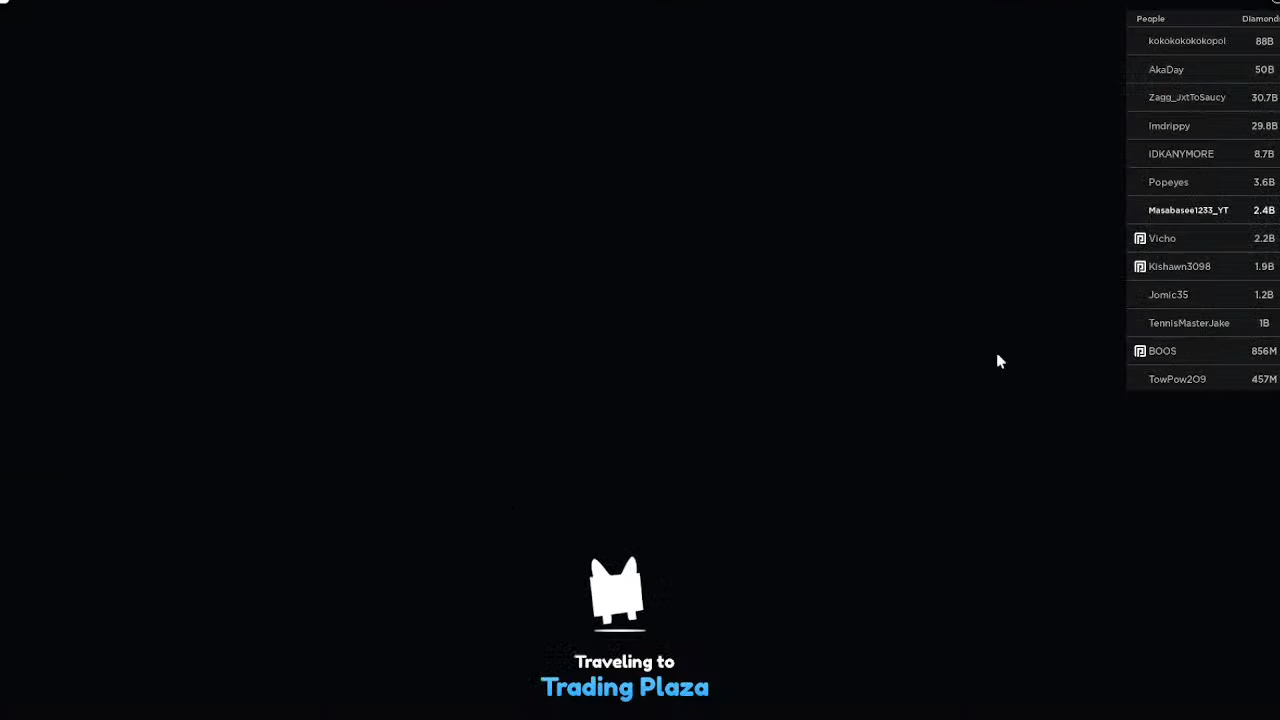 People Diamond
kokokokokokopol 88B
AkaDay 50B
Zagg_JxtToSaucy 30.7B
Imdrippy 29.8B
IDKANYMORE 8.7B
Popeyes 3.6B
Masabasee1233_YT 2.4B
Vicho 2.2B
Kishawn3098 1.9B
Jomic35 1.2B
TennisMasterJake 1B
BOOS 856M
TowPow209 457M
Traveling to
Trading Plaza